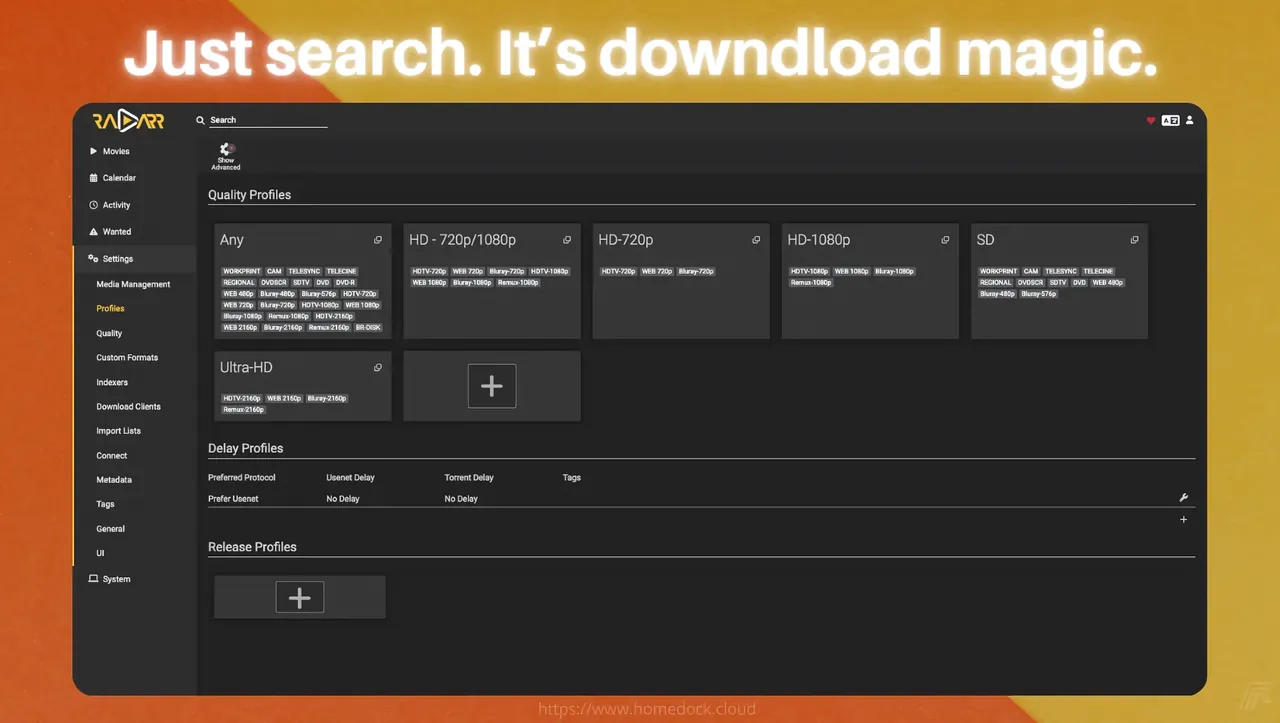 Just search. It's downdload magic.
RADARR
Search
Movies
Calendar
Activity
Wanted
Settings
Media Management
Profiles
Quality
Custom Formats
Indexers
Download Clients
Import Lists
Connect
Metadata
Tags
General
UI
System
Show
Advanced
Quality Profiles
Any
WORKPRINT CAM TELESYNC TELECINE
REGIONAL DVDSCR SDTV DVD DVD-R
WEB 480p Bluray-480p Bluray-576p HDTV-720p
WEB 720p Bluray-720p HDTV-1080p WEB 1080p
Bluray-1080p Remux-1080p HDTV-2160p
WEB 2160p Bluray-2160p Remux-2160p BR-DISK
HD - 720p/1080p
HDTV-720p WEB 720p Bluray-720p HDTV-1080p
WEB 1080p Bluray-1080p Remux-1080p
HD-720p
HDTV-720p WEB 720p Bluray-720p
HD-1080p
HDTV-1080p WEB 1080p Bluray-1080p
Remux-1080p
SD
WORKPRINT CAM TELESYNC TELECINE
REGIONAL DVDSCR SDTV DVD WEB 480p
Bluray-480p Bluray-576p
Ultra-HD
HDTV-2160p WEB 2160p Bluray-2160p
Remux-2160p
Delay Profiles
Preferred Protocol Usenet Delay Torrent Delay Tags
Prefer Usenet No Delay No Delay
Release Profiles
https://www.homedock.cloud